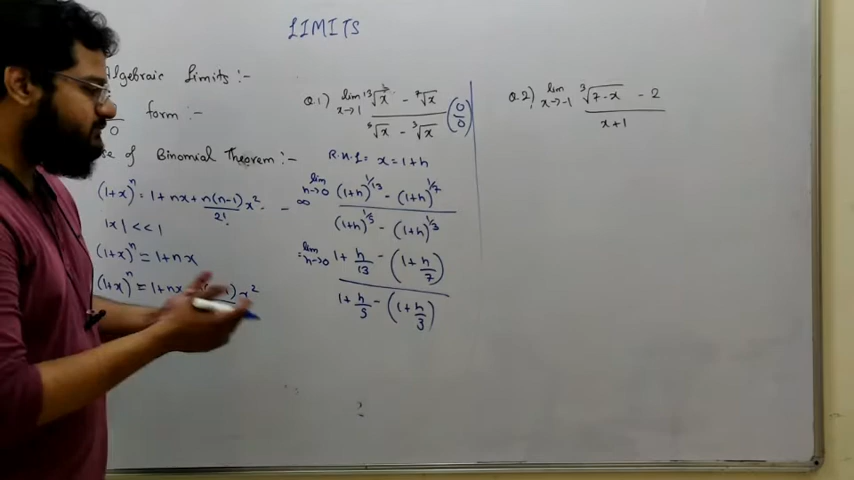 LIMITS
Algebraic Limits :-
0 form :-
of Binomial Theorem :-
(1+x)^n = 1 + nx + n(n-1)/2! x² .. - ∞
|x| << 1
(1+x)^n ≅ 1+nx
(1+x)^n ≅ 1+nx
Q.1) lim x→1 (¹³√x - ⁷√x)/(⁵√x - ³√x) (0/0)
R.H.L = x = 1+h
lim h→0 ((1+h)^1/13 - (1+h)^1/7)/((1+h)^1/5 - (1+h)^1/3)
= lim h→0 (1 + h/13 - (1 + h/7))/(1 + h/5 - (1 + h/3))
Q.2) lim x→-1 (³√(7-x) - 2)/(x+1)